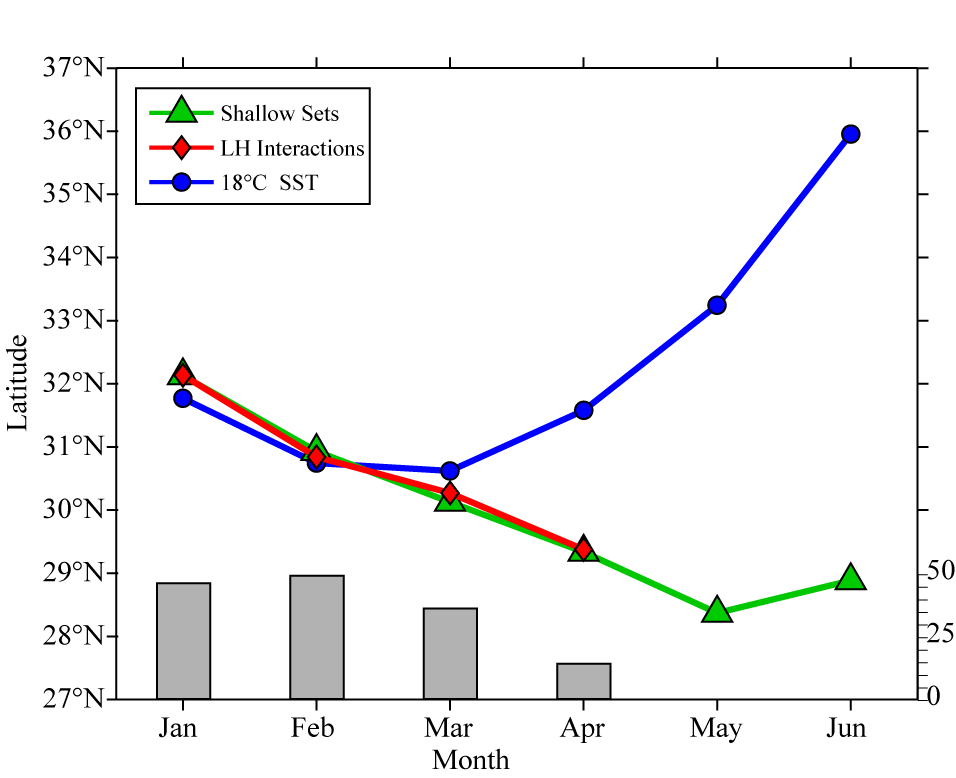 37°N
36°N
35°N
34°N
33°N
32°N
31°N
30°N
29°N
28°N
27°N
Latitude
Shallow Sets
LH Interactions
18°C SST
50
25
0
Jan Feb Mar Apr May Jun
Month